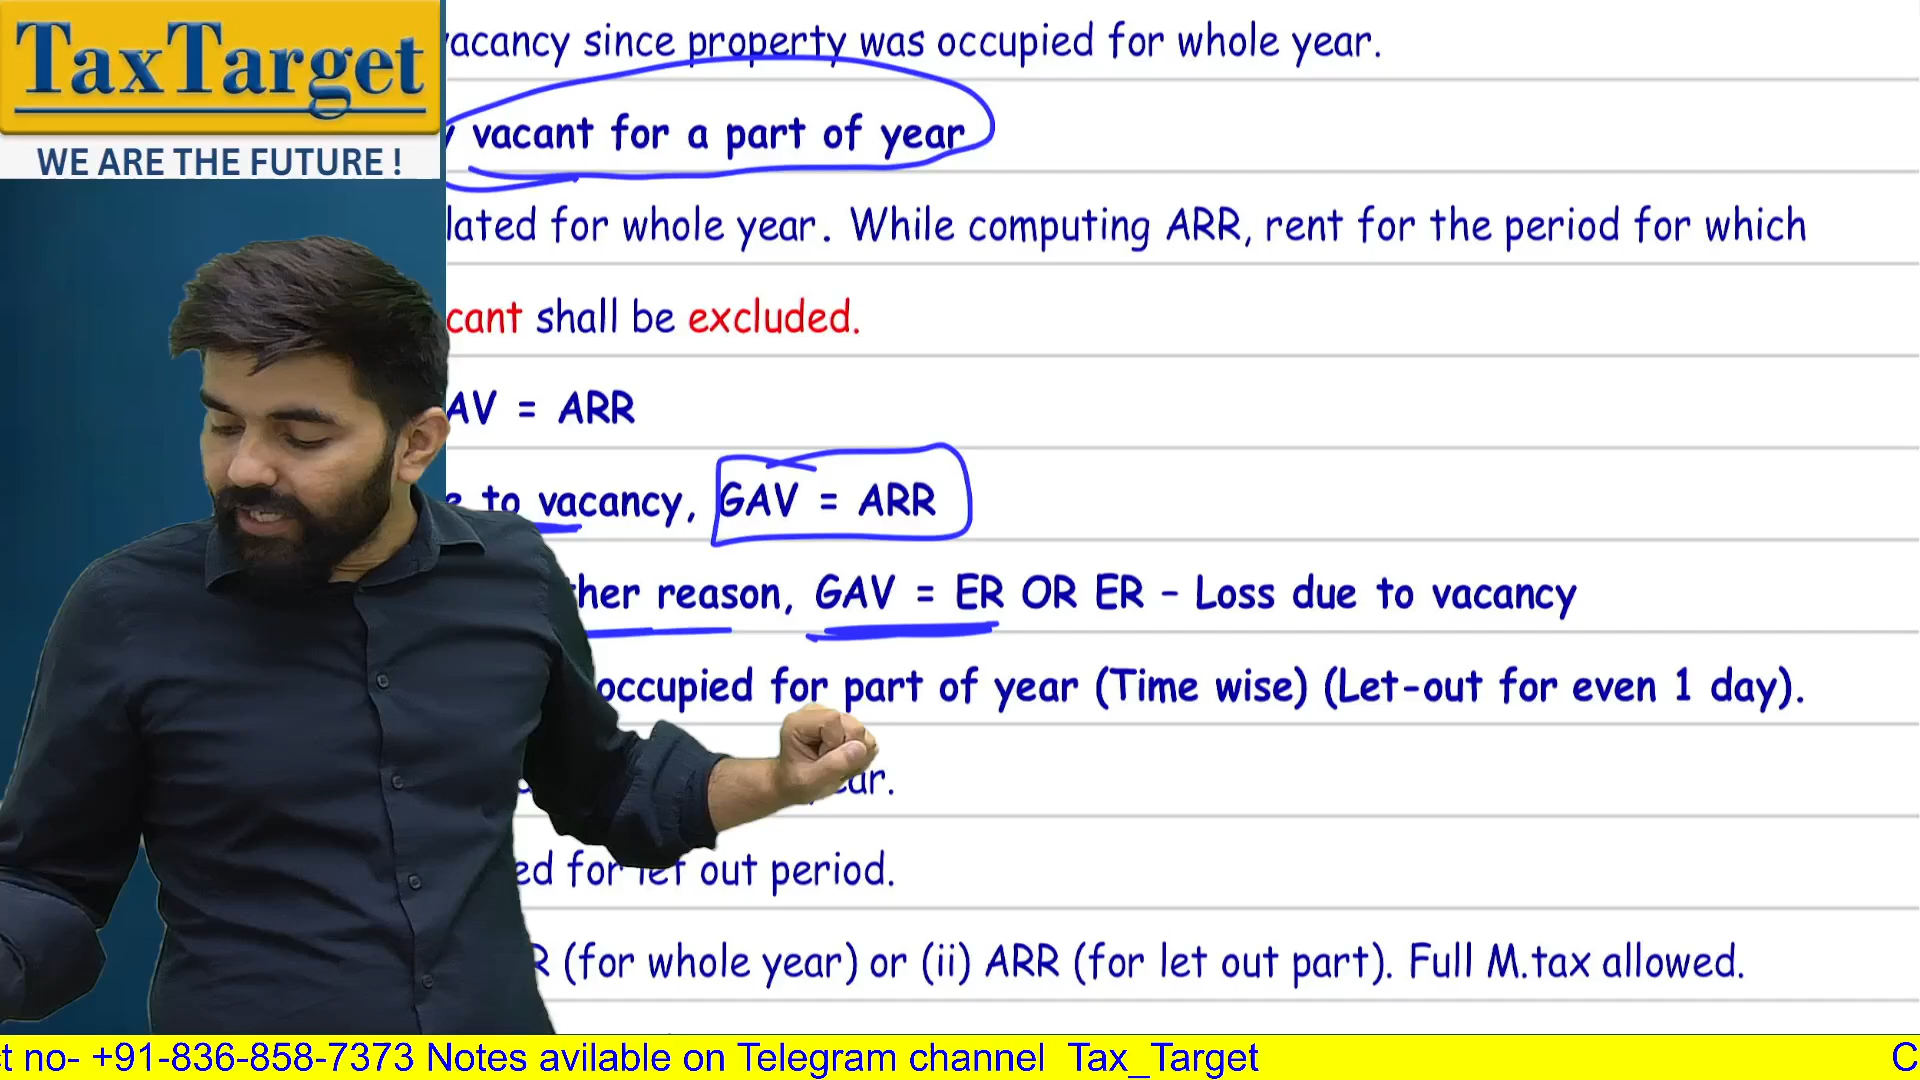 TaxTarget
WE ARE THE FUTURE !
vacancy since property was occupied for whole year.
vacant for a part of year
lated for whole year. While computing ARR, rent for the period for which
cant shall be excluded.
AV = ARR
e to vacancy, GAV = ARR
ther reason, GAV = ER OR ER – Loss due to vacancy
occupied for part of year (Time wise) (Let-out for even 1 day).
ar.
ed for let out period.
R (for whole year) or (ii) ARR (for let out part). Full M.tax allowed.
ct no- +91-836-858-7373 Notes avilable on Telegram channel Tax_Target C